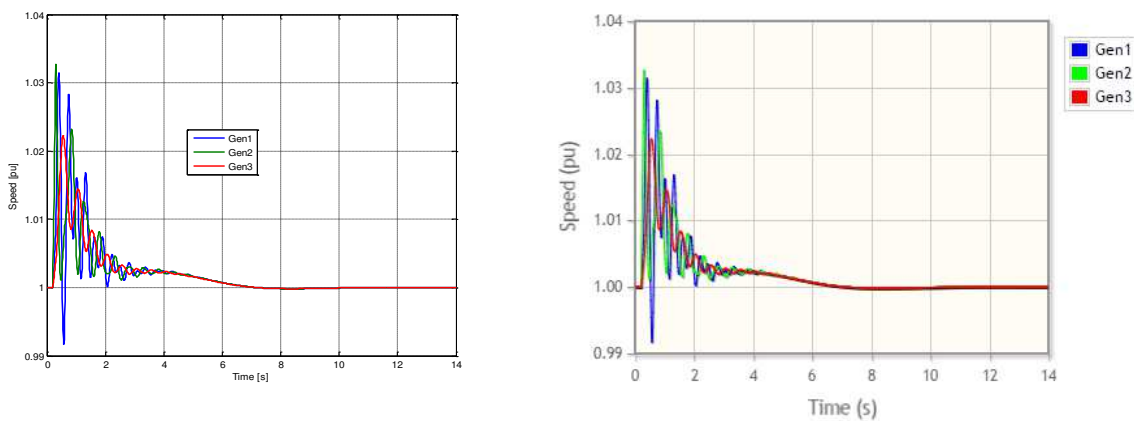 1.04
1.03
1.02
1.01
1
0.99
Speed [pu]
Gen1
Gen2
Gen3
0 2 4 6 8 10 12 14
Time [s]
1.04
1.03
1.02
1.01
1.00
0.99
Speed (pu)
0 2 4 6 8 10 12 14
Time (s)
Gen1
Gen2
Gen3